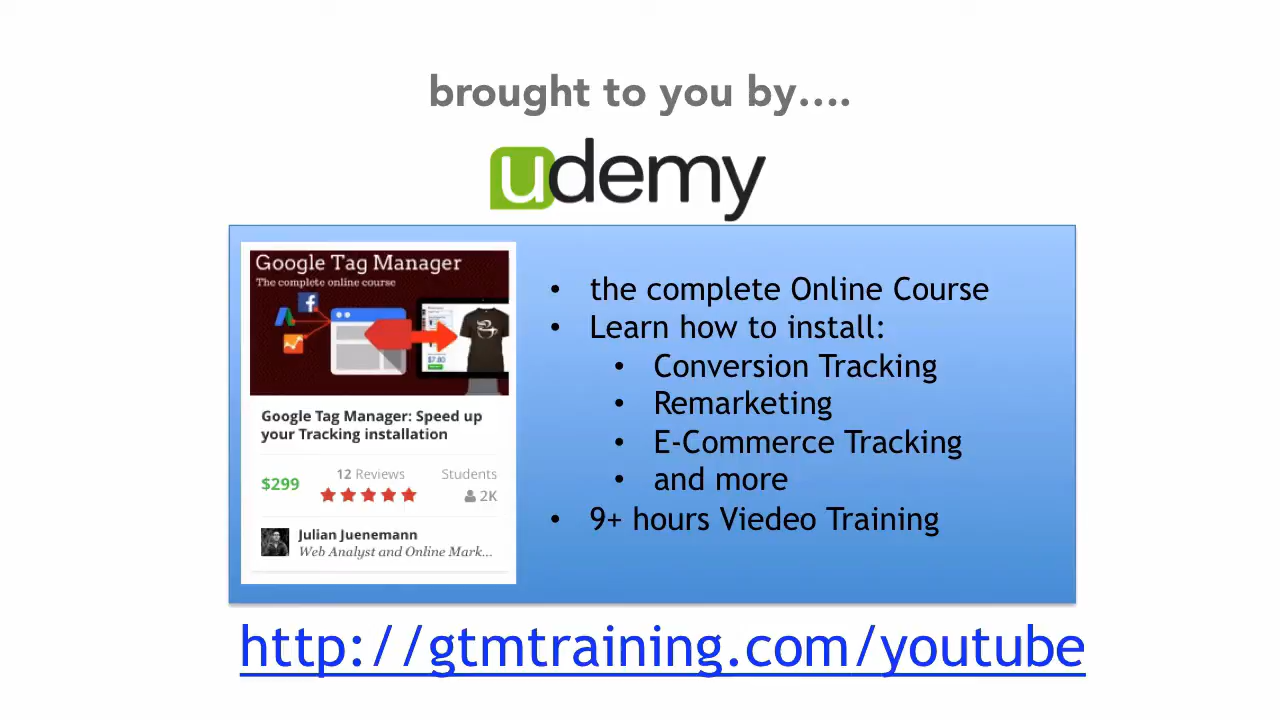 brought to you by....
udemy
Google Tag Manager
The complete online course
$7.80
Google Tag Manager: Speed up
your Tracking installation
$299
12 Reviews
Students
2K
Julian Juenemann
Web Analyst and Online Mark...
• the complete Online Course
• Learn how to install:
• Conversion Tracking
• Remarketing
• E-Commerce Tracking
• and more
• 9+ hours Viedeo Training
http://gtmtraining.com/youtube